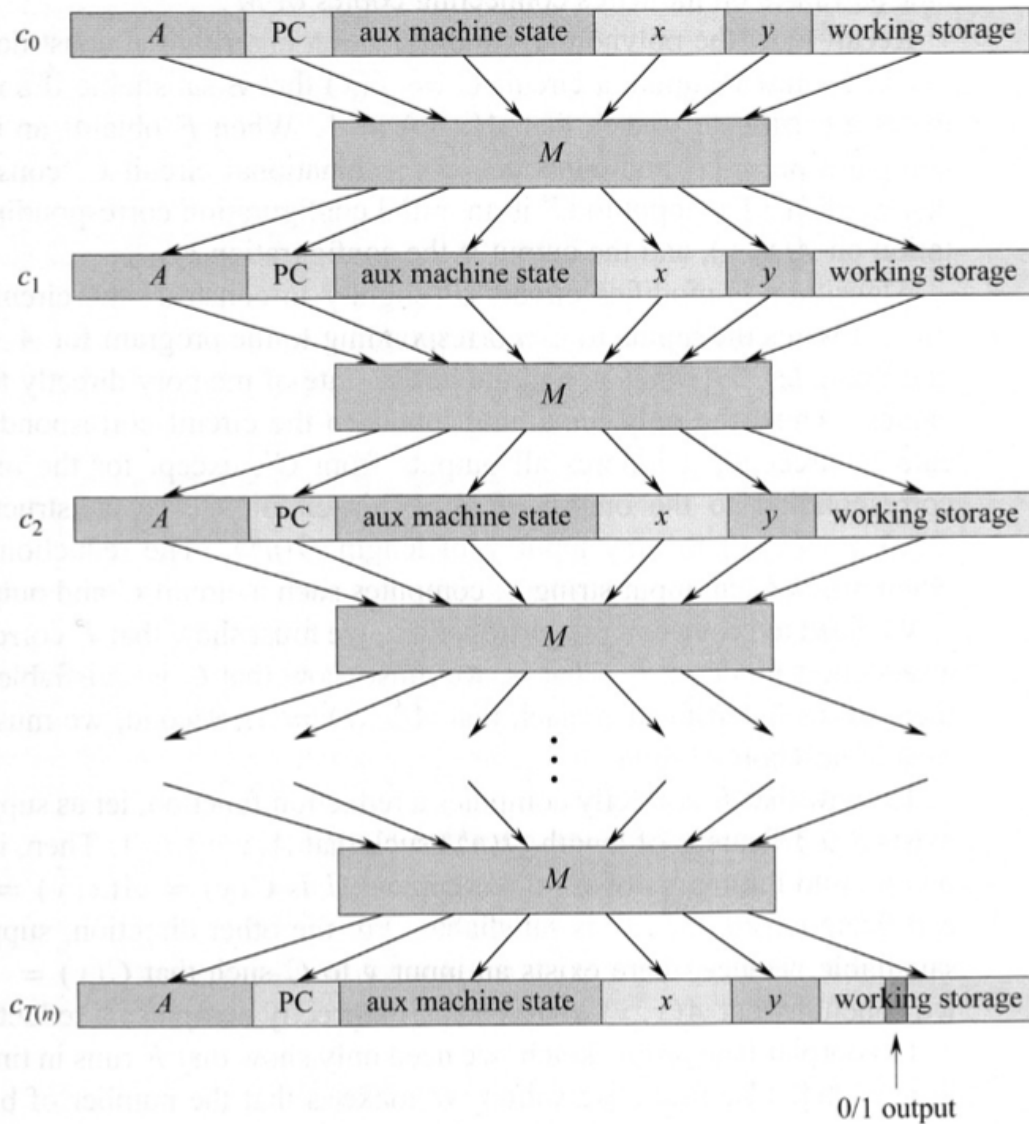 c0 A PC aux machine state x y working storage
M
c1 A PC aux machine state x y working storage
M
c2 A PC aux machine state x y working storage
M
M
cT(n) A PC aux machine state x y working storage
0/1 output